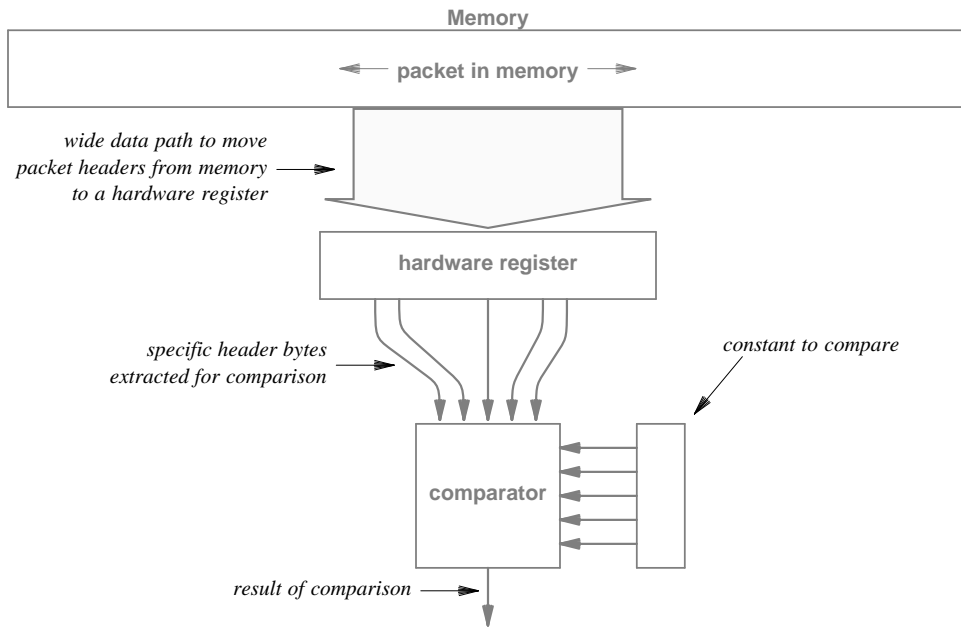 Memory
packet in memory
wide data path to move
packet headers from memory
to a hardware register
hardware register
specific header bytes
extracted for comparison
constant to compare
comparator
result of comparison